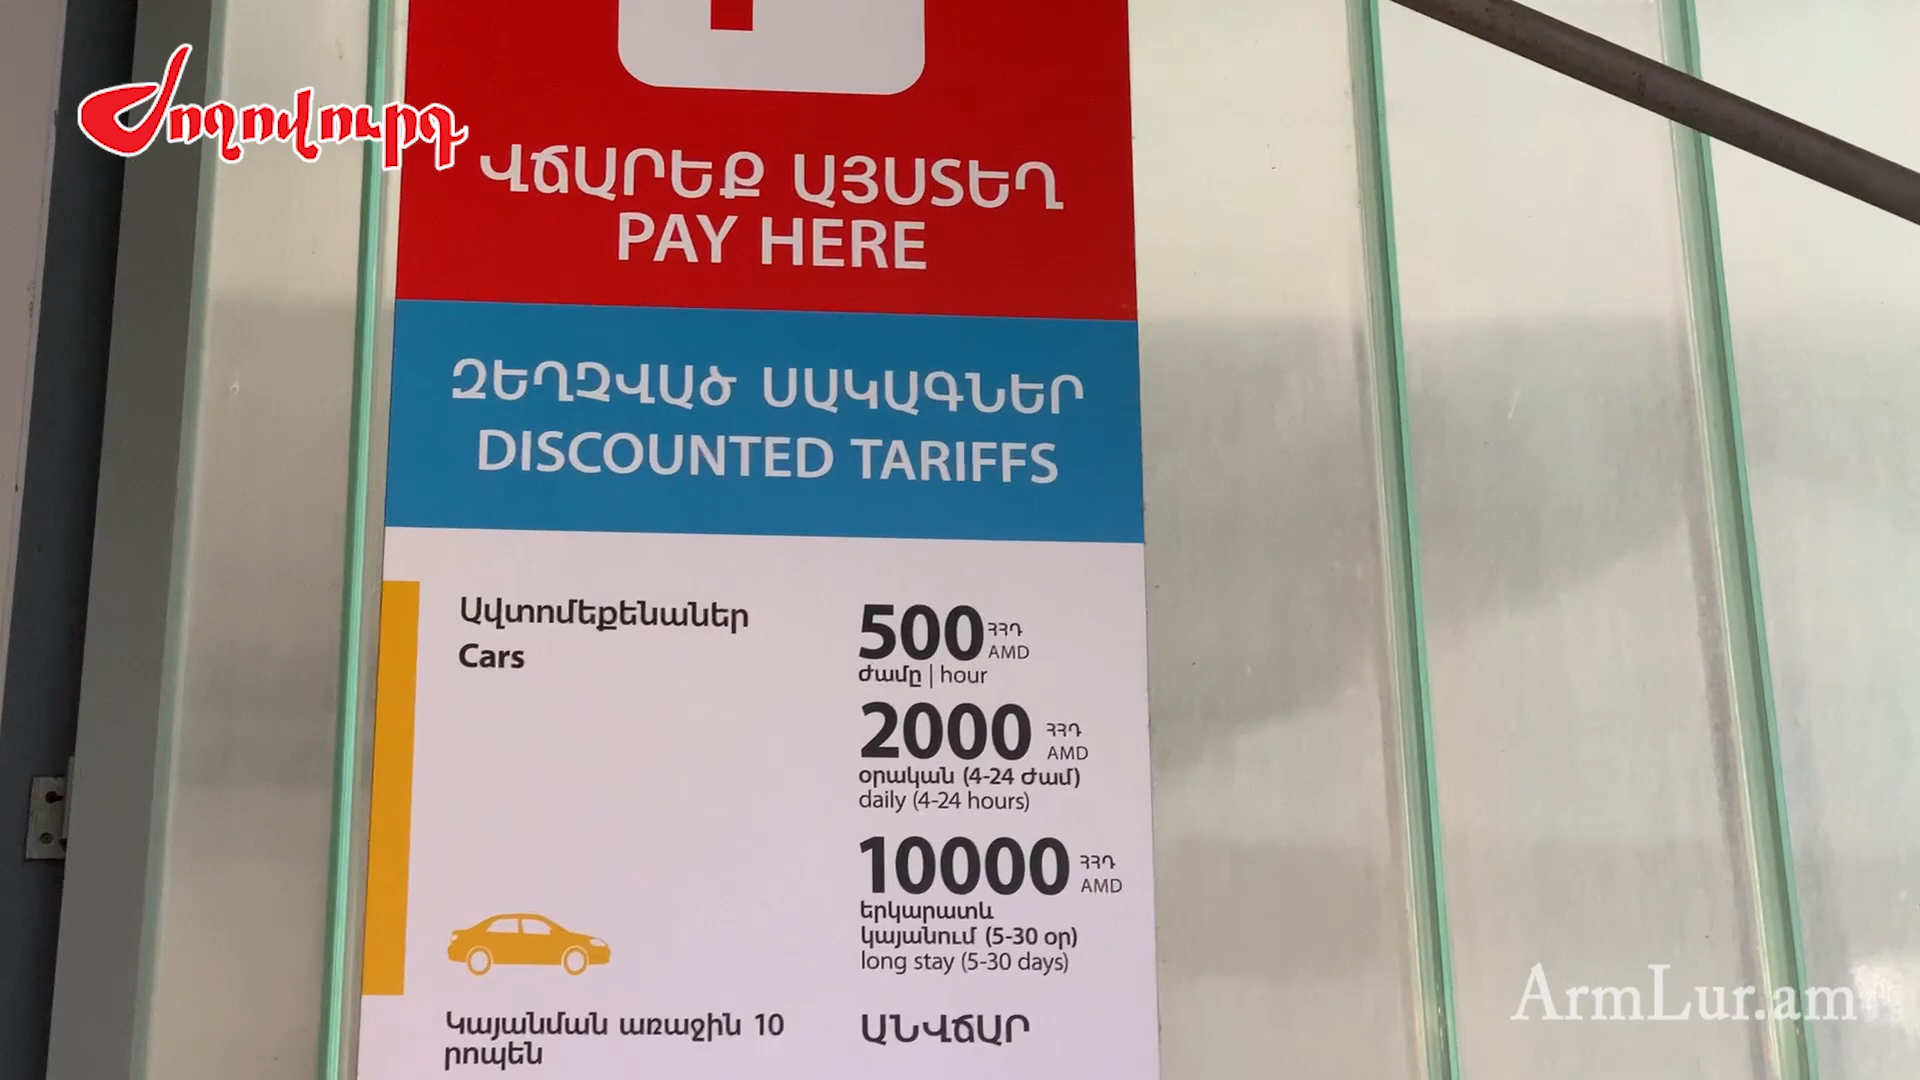 Ժողովուրդ
ՎՃԱՐԵՔ ԱՅՍՏԵՂ
PAY HERE
ԶԵՂՉՎԱԾ ՍԱԿԱԳՆԵՐ
DISCOUNTED TARIFFS
Ավտոմեքենաներ
Cars
500 ՀՀԴ
AMD
ժամը | hour
2000 ՀՀԴ
AMD
օրական (4-24 ժամ)
daily (4-24 hours)
10000 ՀՀԴ
AMD
երկարատև
կայանում (5-30 օր)
long stay (5-30 days)
Կայանման առաջին 10
րոպեն
ԱՆՎՃԱՐ
ArmLur.am